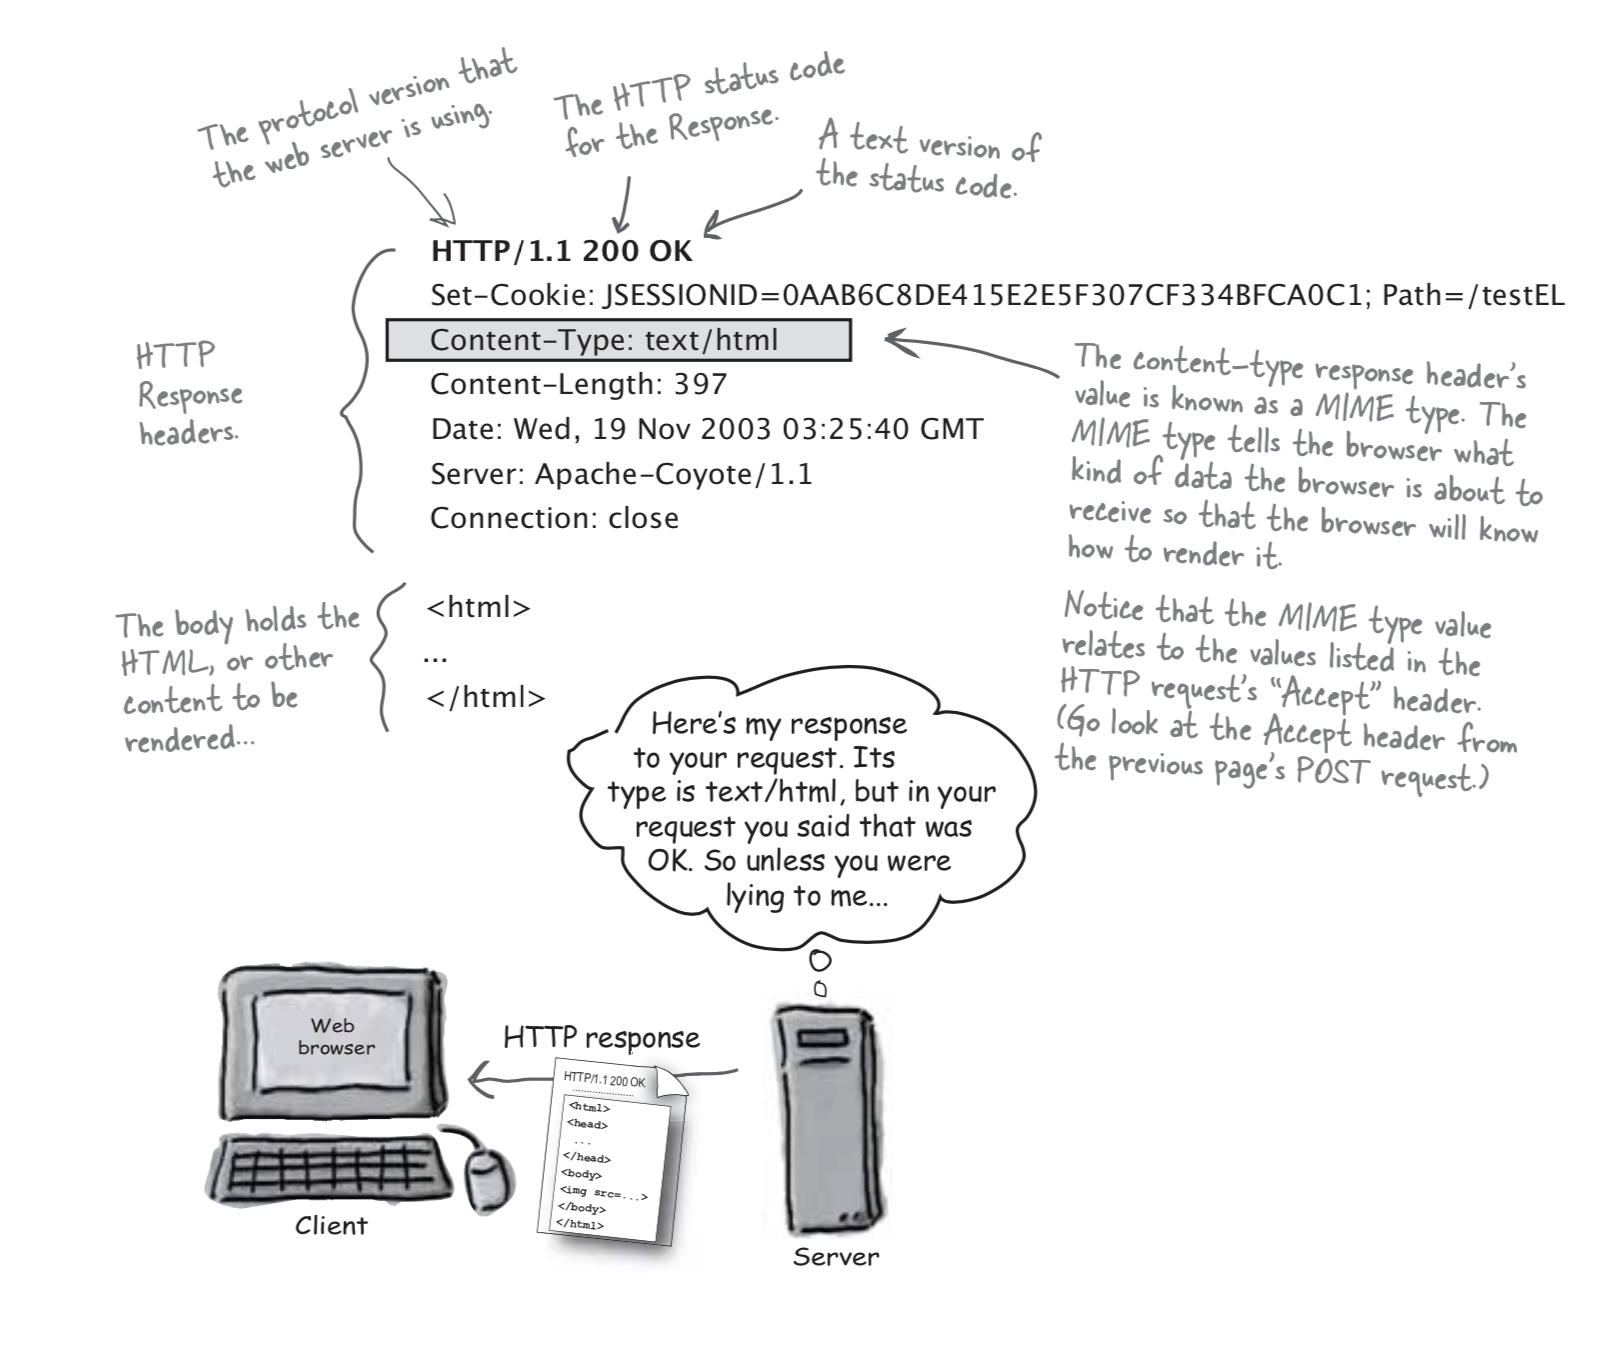 The protocol version that
the web server is using.
The HTTP status code
for the Response.
A text version of
the status code.
HTTP/1.1 200 OK
Set-Cookie: JSESSIONID=0AAB6C8DE415E2E5F307CF334BFCA0C1; Path=/testEL
Content-Type: text/html
Content-Length: 397
Date: Wed, 19 Nov 2003 03:25:40 GMT
Server: Apache-Coyote/1.1
Connection: close
HTTP
Response
headers.
The content-type response header's
value is known as a MIME type. The
MIME type tells the browser what
kind of data the browser is about to
receive so that the browser will know
how to render it.
Notice that the MIME type value
relates to the values listed in the
HTTP request's “Accept” header.
(Go look at the Accept header from
the previous page's POST request.)
The body holds the
HTML, or other
content to be
rendered...
<html>
...
</html>
Here's my response
to your request. Its
type is text/html, but in your
request you said that was
OK. So unless you were
lying to me...
Web
browser
HTTP response
HTTP/1.1 200 OK
<html>
<head>
...
</head>
<body>
<img src=...>
</body>
</html>
Client
Server